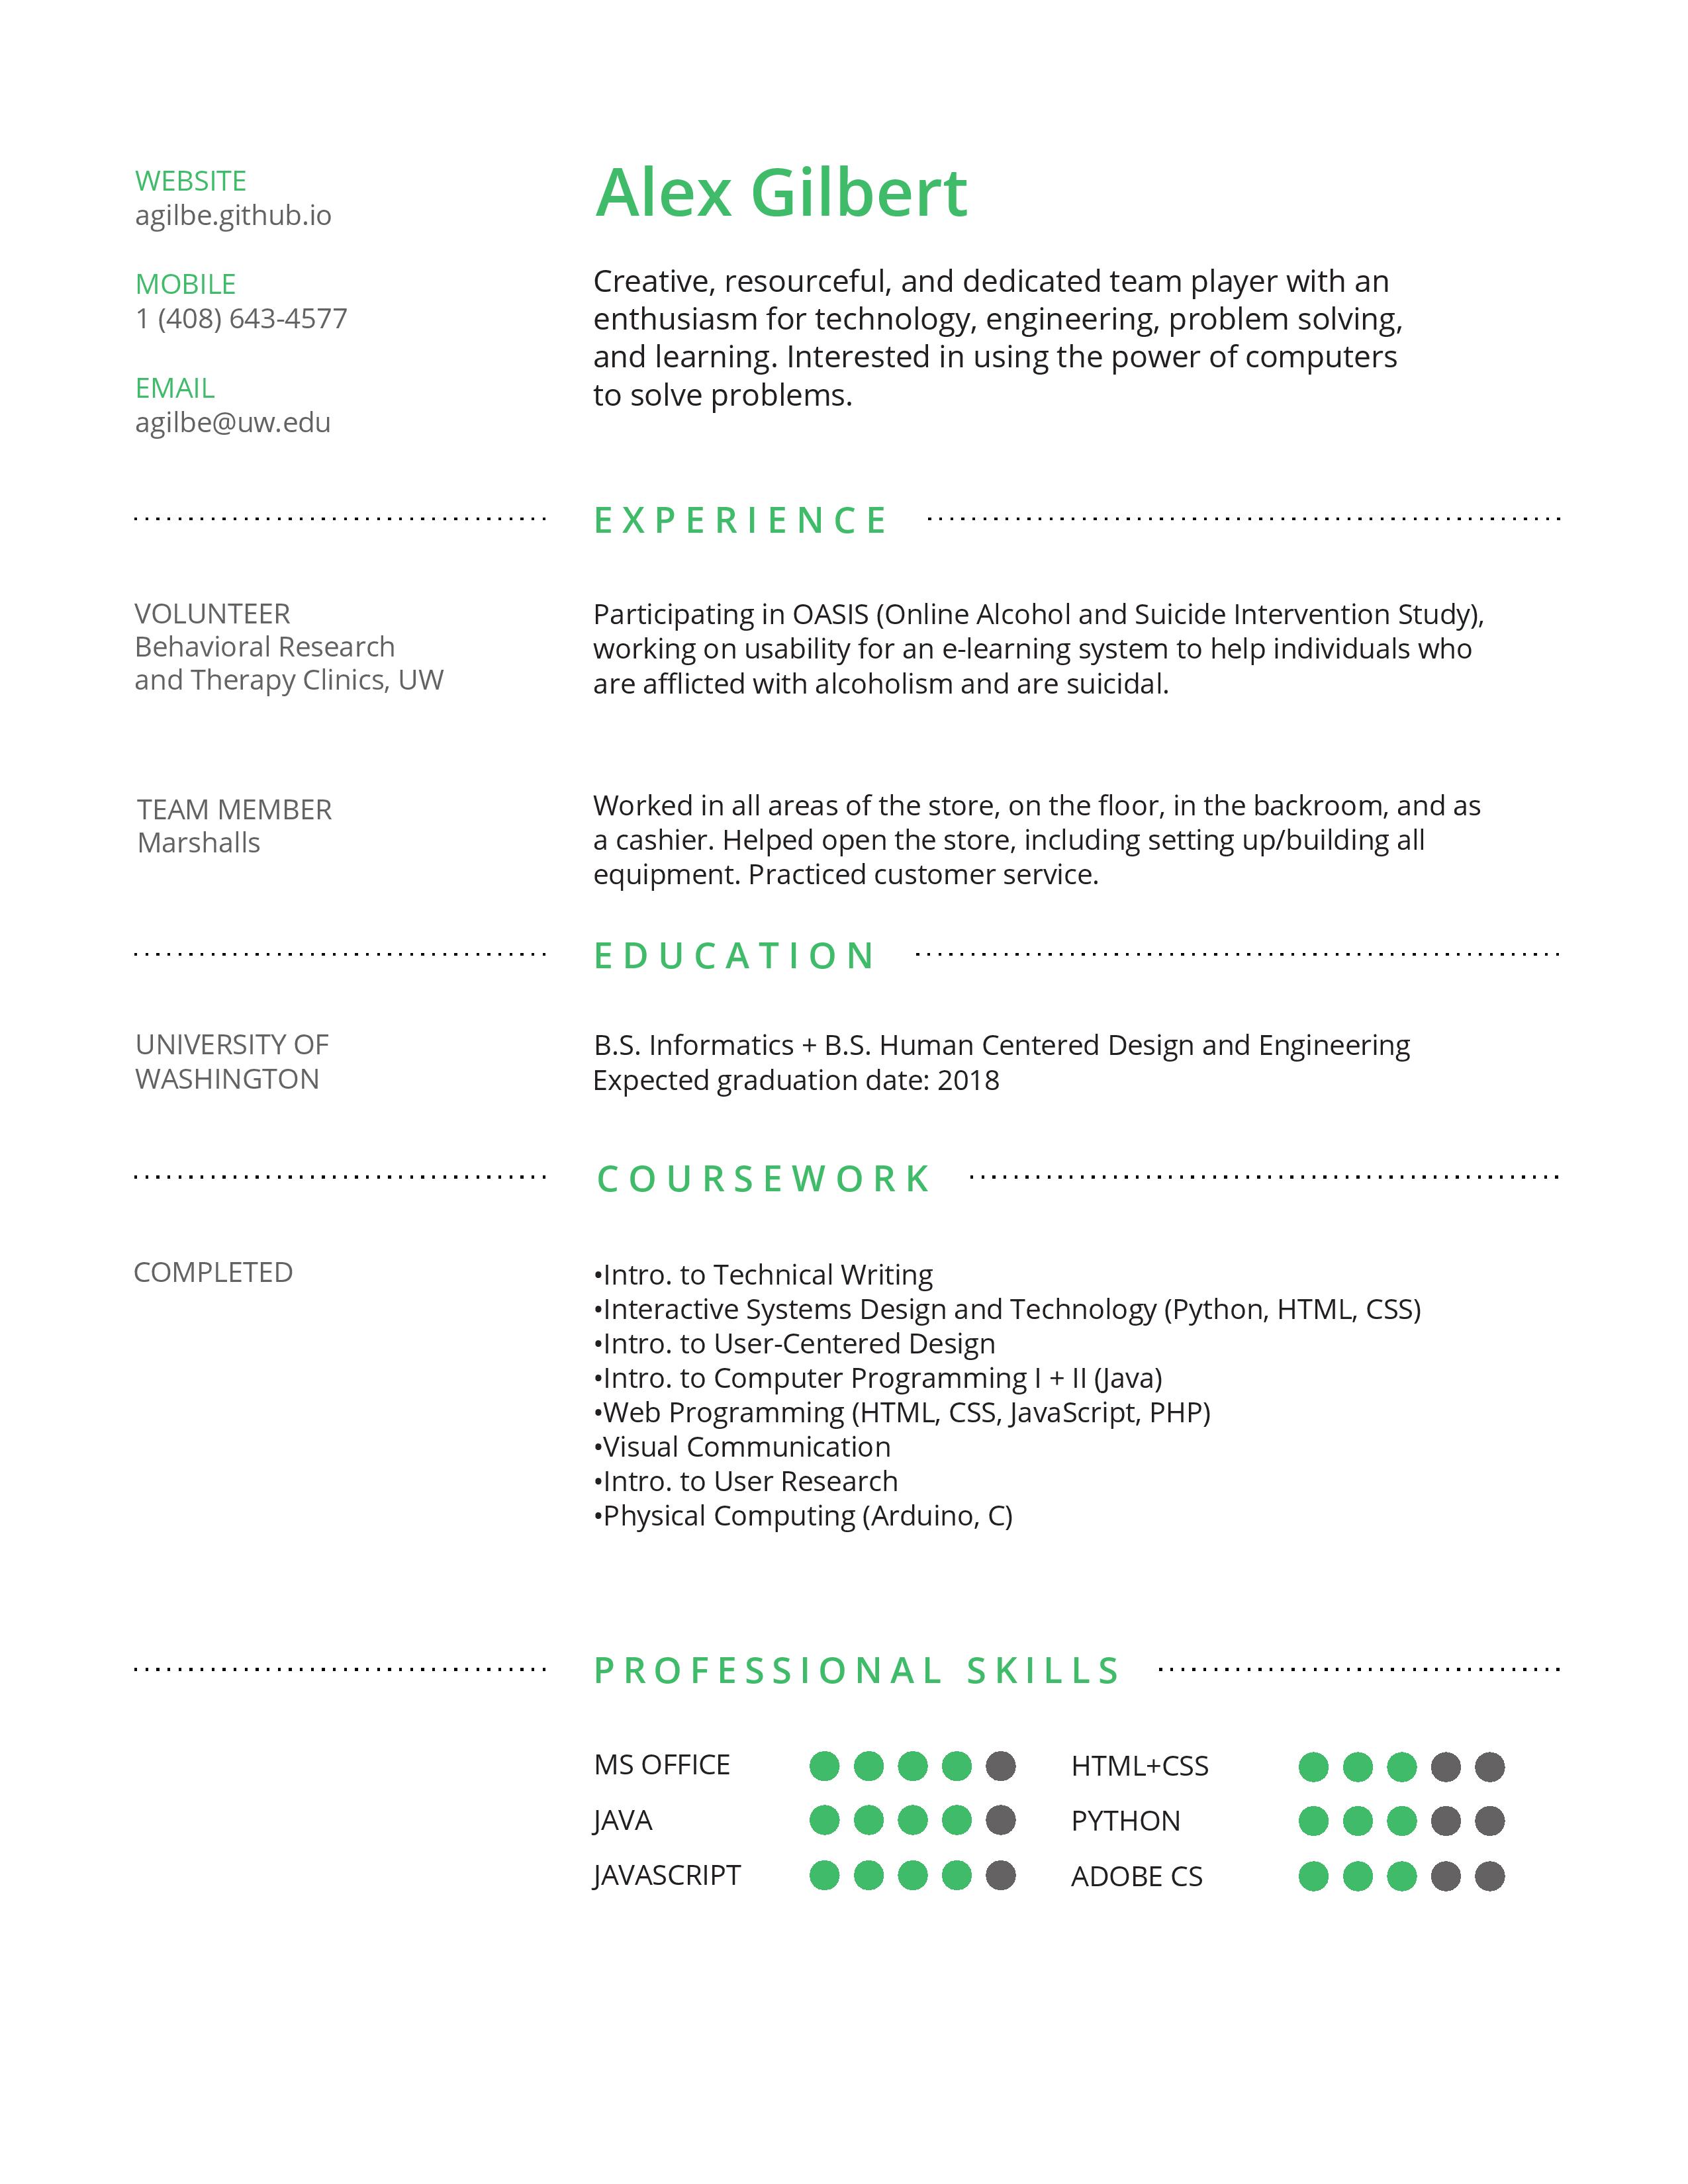 WEBSITE
agilbe.github.io
MOBILE
1 (408) 643-4577
EMAIL
agilbe@uw.edu
Alex Gilbert
Creative, resourceful, and dedicated team player with an
enthusiasm for technology, engineering, problem solving,
and learning. Interested in using the power of computers
to solve problems.
EXPERIENCE
VOLUNTEER
Behavioral Research
and Therapy Clinics, UW
Participating in OASIS (Online Alcohol and Suicide Intervention Study),
working on usability for an e-learning system to help individuals who
are afflicted with alcoholism and are suicidal.
TEAM MEMBER
Marshalls
Worked in all areas of the store, on the floor, in the backroom, and as
a cashier. Helped open the store, including setting up/building all
equipment. Practiced customer service.
EDUCATION
UNIVERSITY OF
WASHINGTON
B.S. Informatics + B.S. Human Centered Design and Engineering
Expected graduation date: 2018
COURSEWORK
COMPLETED
•Intro. to Technical Writing
•Interactive Systems Design and Technology (Python, HTML, CSS)
•Intro. to User-Centered Design
•Intro. to Computer Programming I + II (Java)
•Web Programming (HTML, CSS, JavaScript, PHP)
•Visual Communication
•Intro. to User Research
•Physical Computing (Arduino, C)
PROFESSIONAL SKILLS
MS OFFICE
HTML+CSS
JAVA
PYTHON
JAVASCRIPT
ADOBE CS